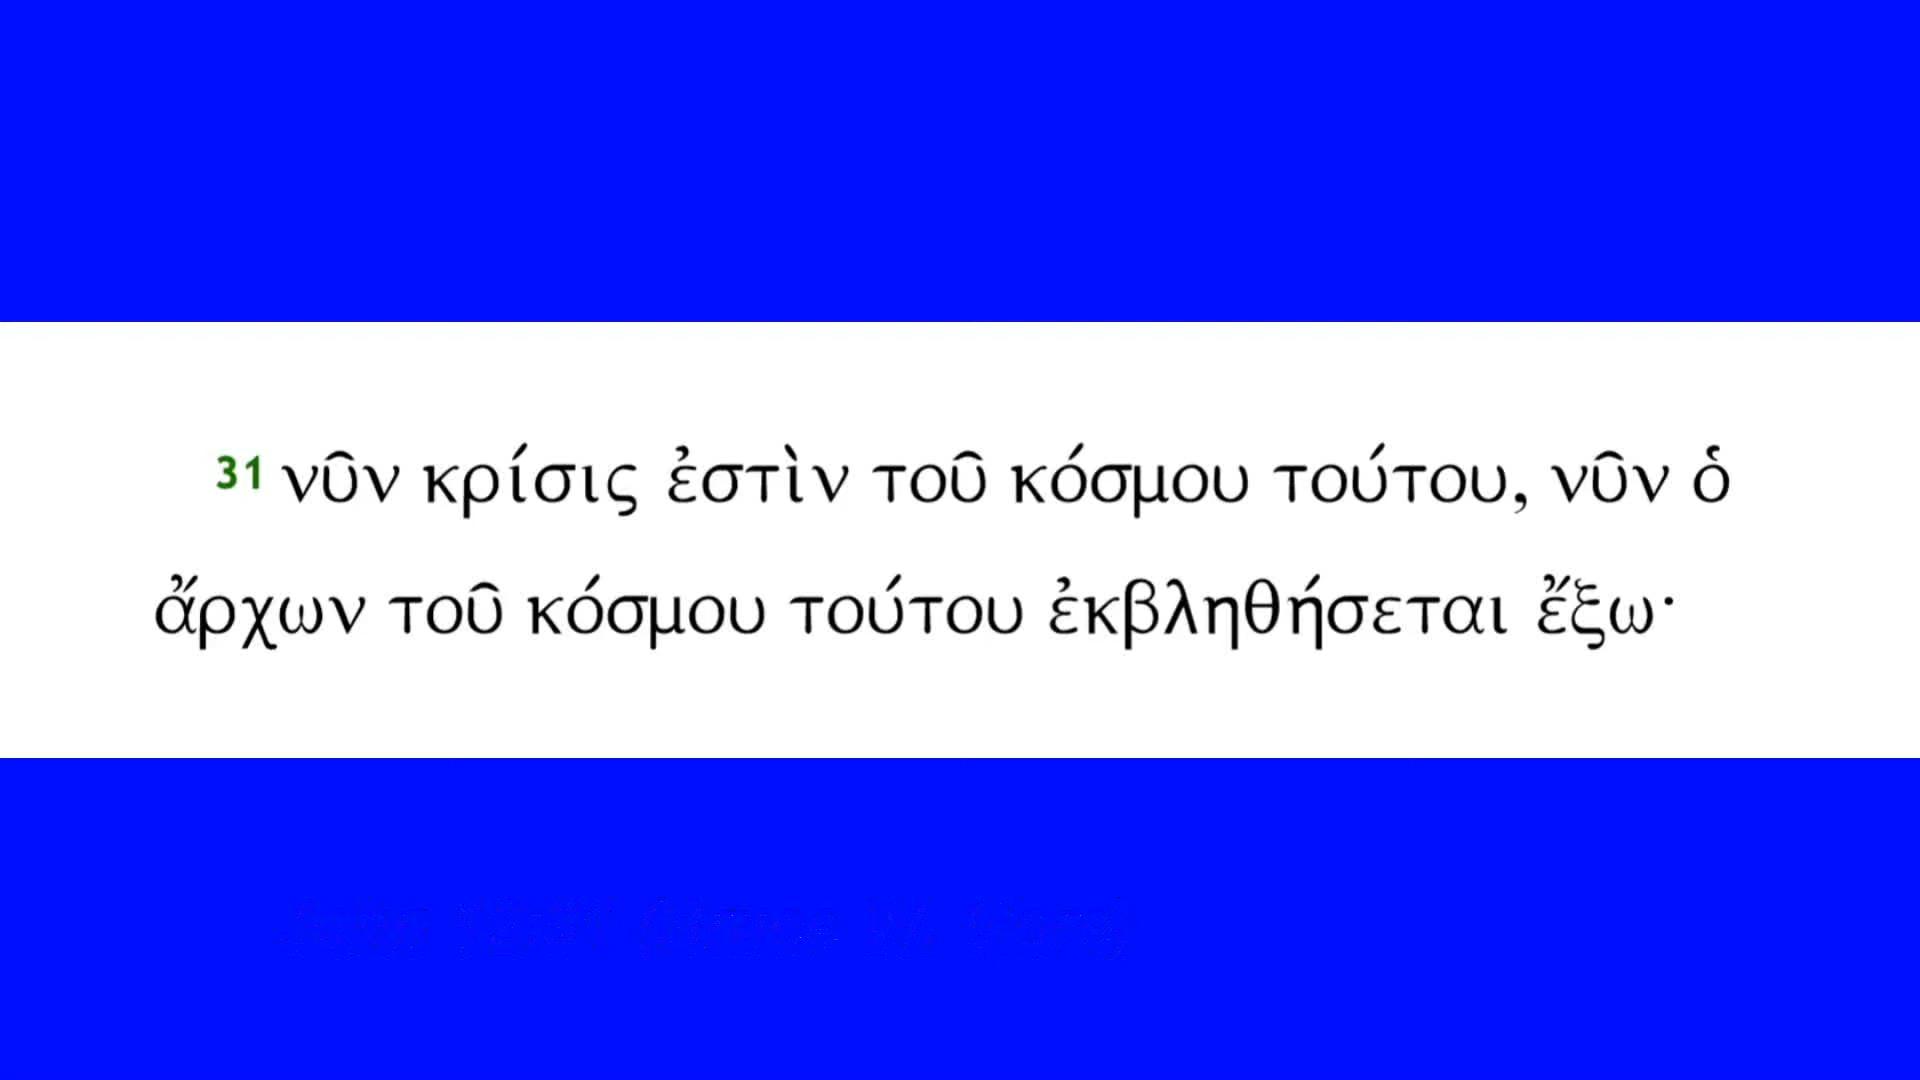 31 νῦν κρίσις ἐστὶν τοῦ κόσμου τούτου, νῦν ὁ
ἄρχων τοῦ κόσμου τούτου ἐκβληθήσεται ἔξω·